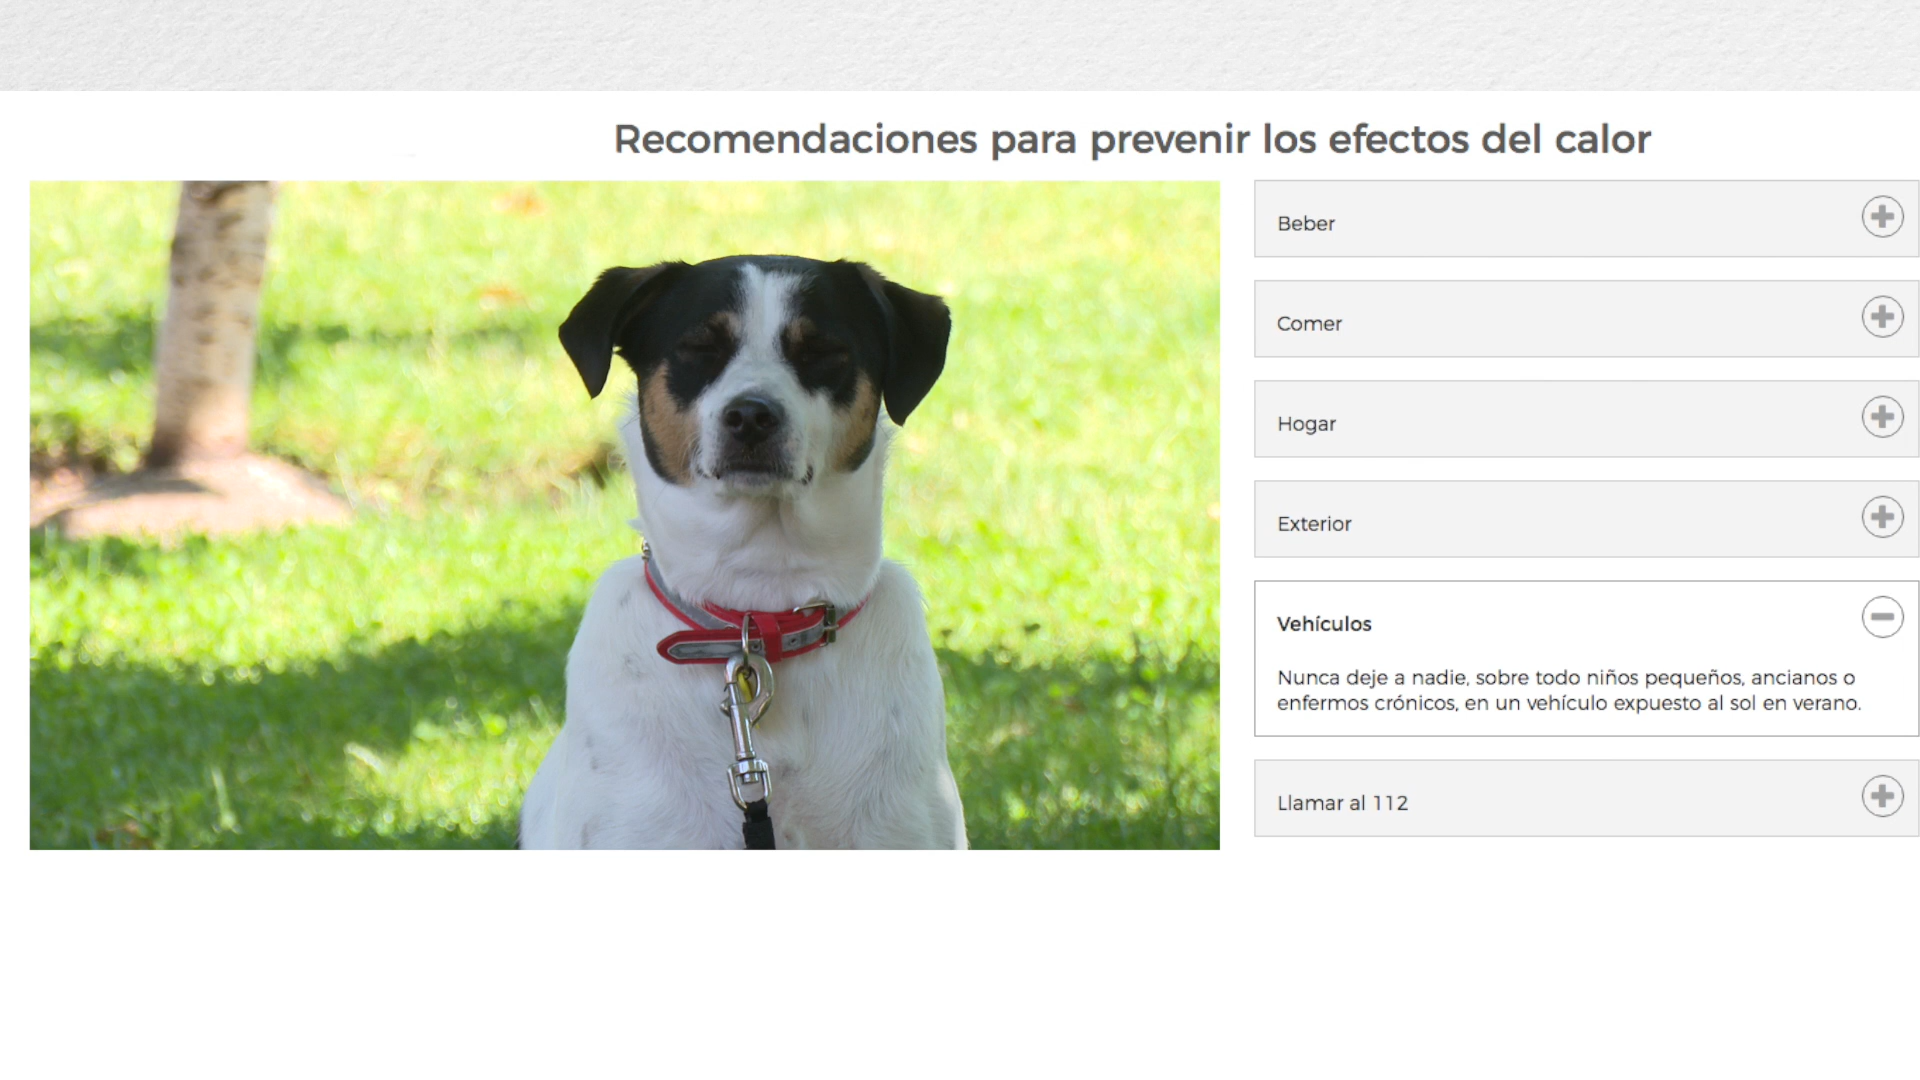 Recomendaciones para prevenir los efectos del calor
Beber
Comer
Hogar
Exterior
Vehículos
Nunca deje a nadie, sobre todo niños pequeños, ancianos o
enfermos crónicos, en un vehículo expuesto al sol en verano.
Llamar al 112